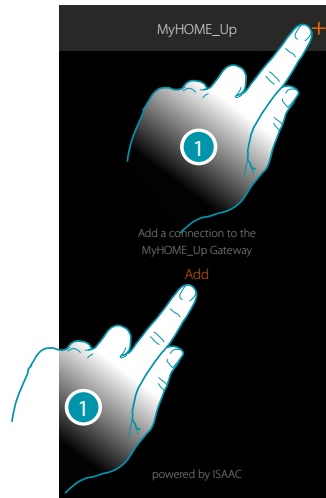 MyHOME_Up
+
1
Add a connection to the
MyHOME_Up Gateway
Add
1
powered by ISAAC